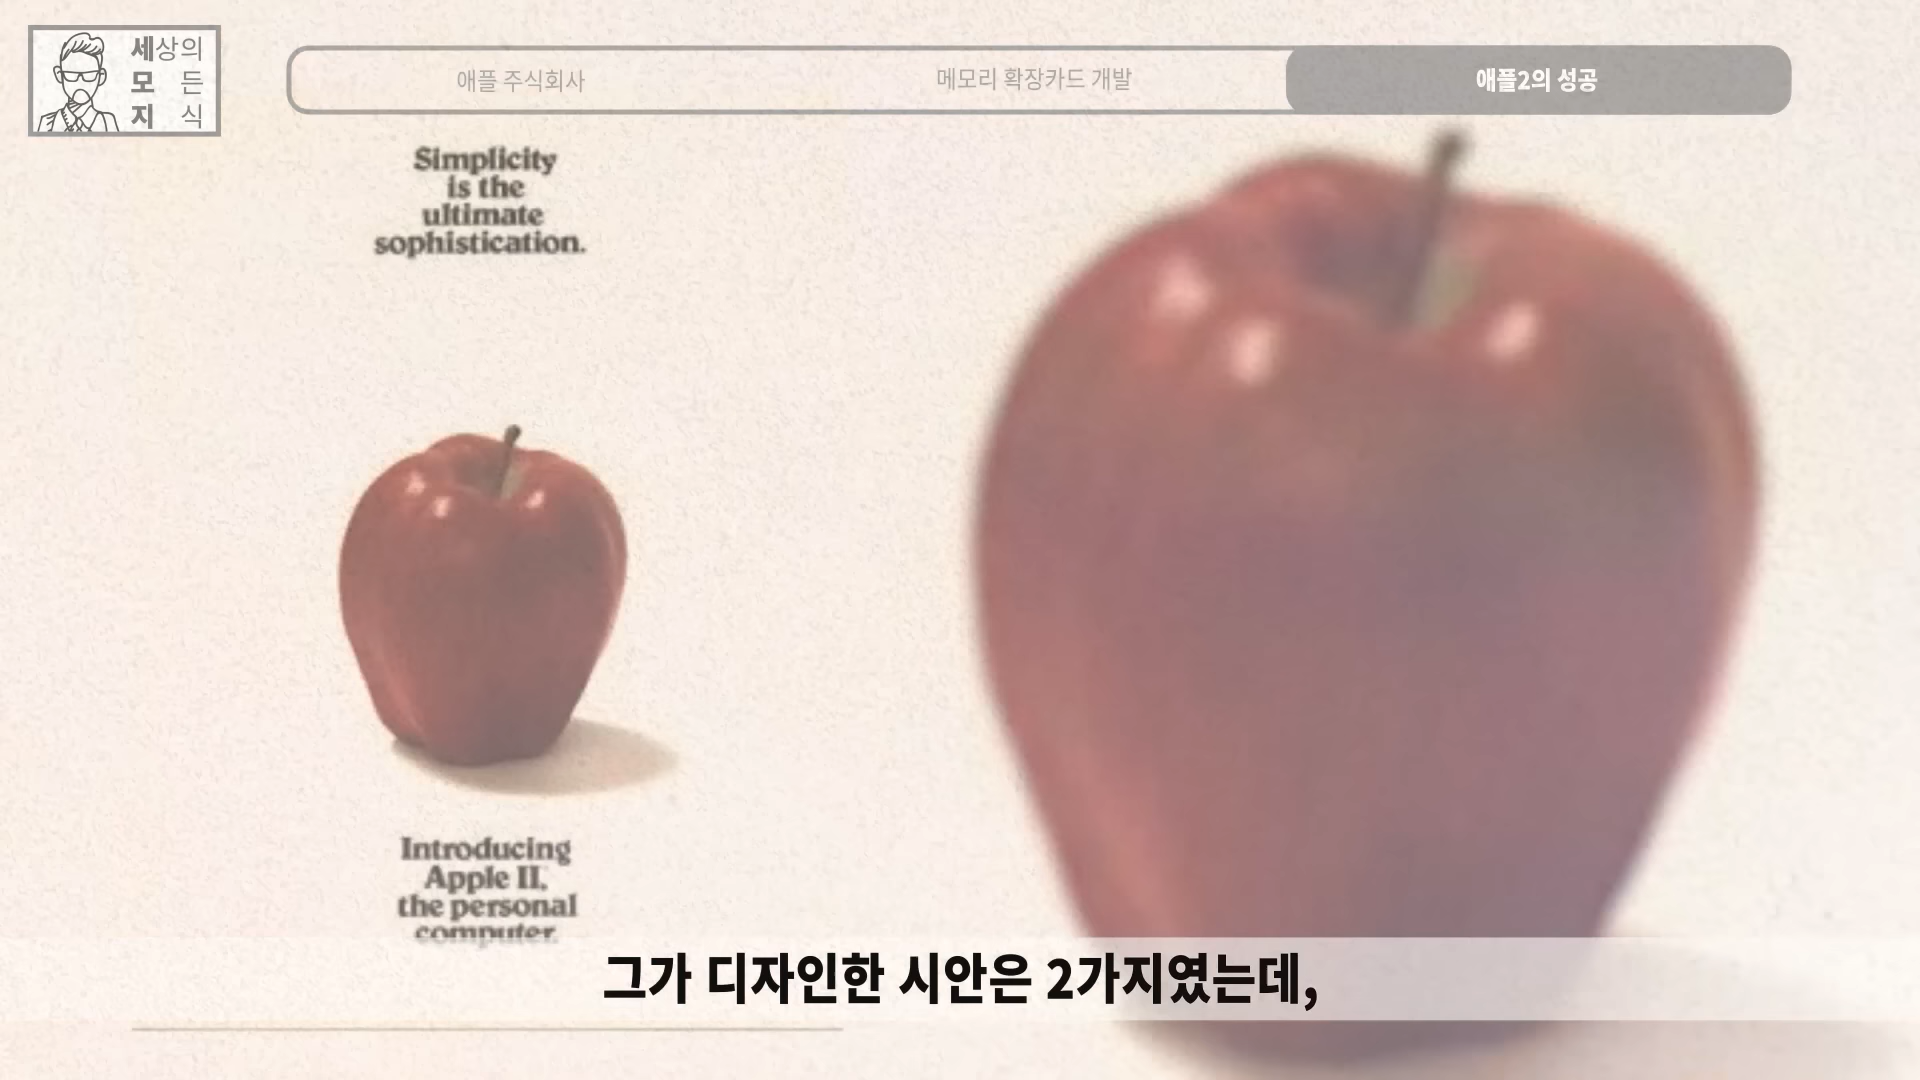 세상의
모든
지식
애플 주식회사
메모리 확장카드 개발
애플2의 성공
Simplicity
is the
ultimate
sophistication.
Introducing
Apple II,
the personal
computer.
그가 디자인한 시안은 2가지였는데,